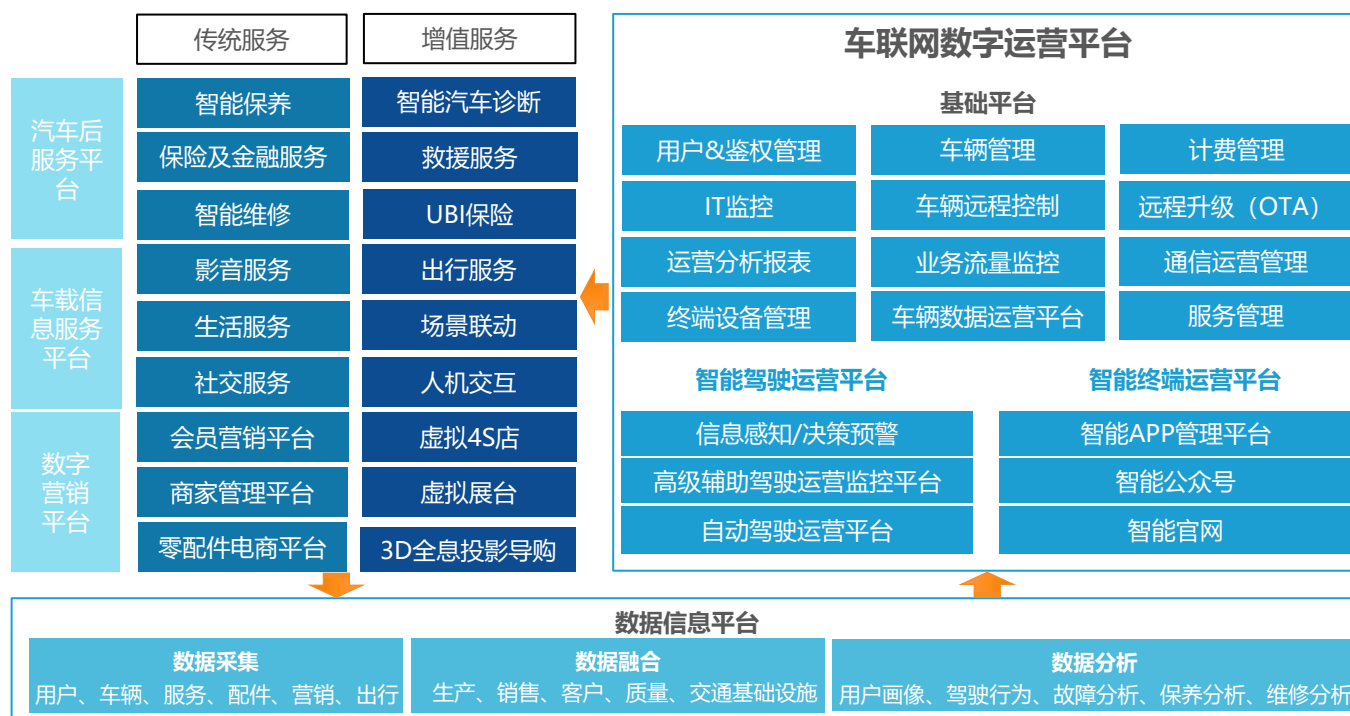 传统服务
增值服务
汽车后
服务平
台
智能保养
智能汽车诊断
保险及金融服务
救援服务
智能维修
UBI保险
车载信
息服务
平台
影音服务
出行服务
生活服务
场景联动
社交服务
人机交互
数字
营销
平台
会员营销平台
虚拟4S店
商家管理平台
虚拟展台
零配件电商平台
3D全息投影导购
车联网数字运营平台
基础平台
用户&鉴权管理
车辆管理
计费管理
IT监控
车辆远程控制
远程升级（OTA）
运营分析报表
业务流量监控
通信运营管理
终端设备管理
车辆数据运营平台
服务管理
智能驾驶运营平台
信息感知/决策预警
高级辅助驾驶运营监控平台
自动驾驶运营平台
智能终端运营平台
智能APP管理平台
智能公众号
智能官网
数据信息平台
数据采集
用户、车辆、服务、配件、营销、出行
数据融合
生产、销售、客户、质量、交通基础设施
数据分析
用户画像、驾驶行为、故障分析、保养分析、维修分析